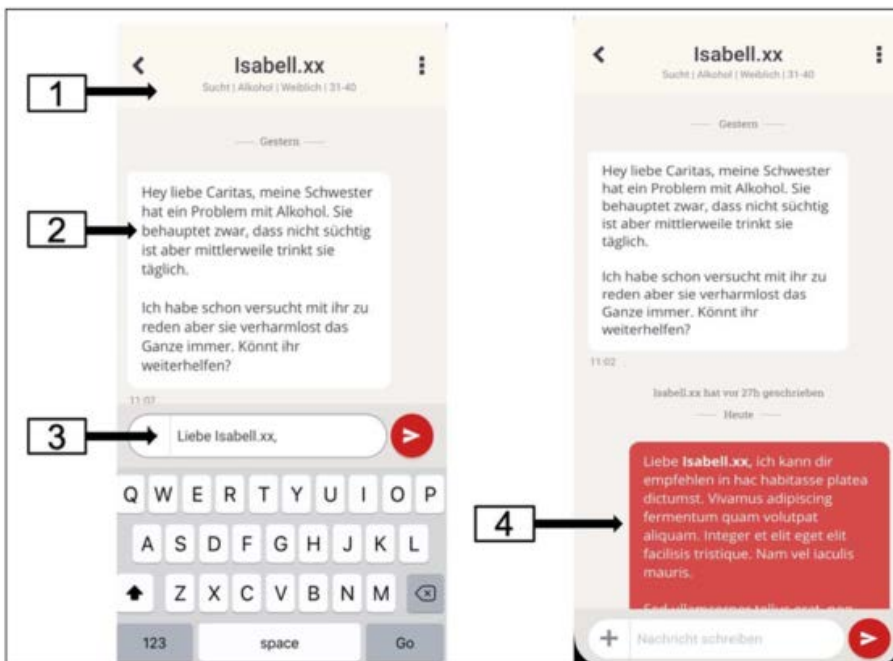 1
Isabell.xx
Sucht | Alkohol | Weiblich | 31-40
Gestern
2
Hey liebe Caritas, meine Schwester
hat ein Problem mit Alkohol. Sie
behauptet zwar, dass nicht süchtig
ist aber mittlerweile trinkt sie
täglich.
Ich habe schon versucht mit ihr zu
reden aber sie verharmlost das
Ganze immer. Könnt ihr
weiterhelfen?
11:02
3
Liebe Isabell.xx,
Q W E R T Y U I O P
A S D F G H J K L
Z X C V B N M
123 space Go
Isabell.xx
Sucht | Alkohol | Weiblich | 31-40
Gestern
Hey liebe Caritas, meine Schwester
hat ein Problem mit Alkohol. Sie
behauptet zwar, dass nicht süchtig
ist aber mittlerweile trinkt sie
täglich.
Ich habe schon versucht mit ihr zu
reden aber sie verharmlost das
Ganze immer. Könnt ihr
weiterhelfen?
11:02
Isabell.xx hat vor 27h geschrieben
Heute
4
Liebe Isabell.xx, ich kann dir
empfehlen in hac habitasse platea
dictumst. Vivamus adipiscing
fermentum quam volutpat
aliquam. Integer et elit eget elit
facilisis tristique. Nam vel iaculis
mauris.
Nachricht schreiben